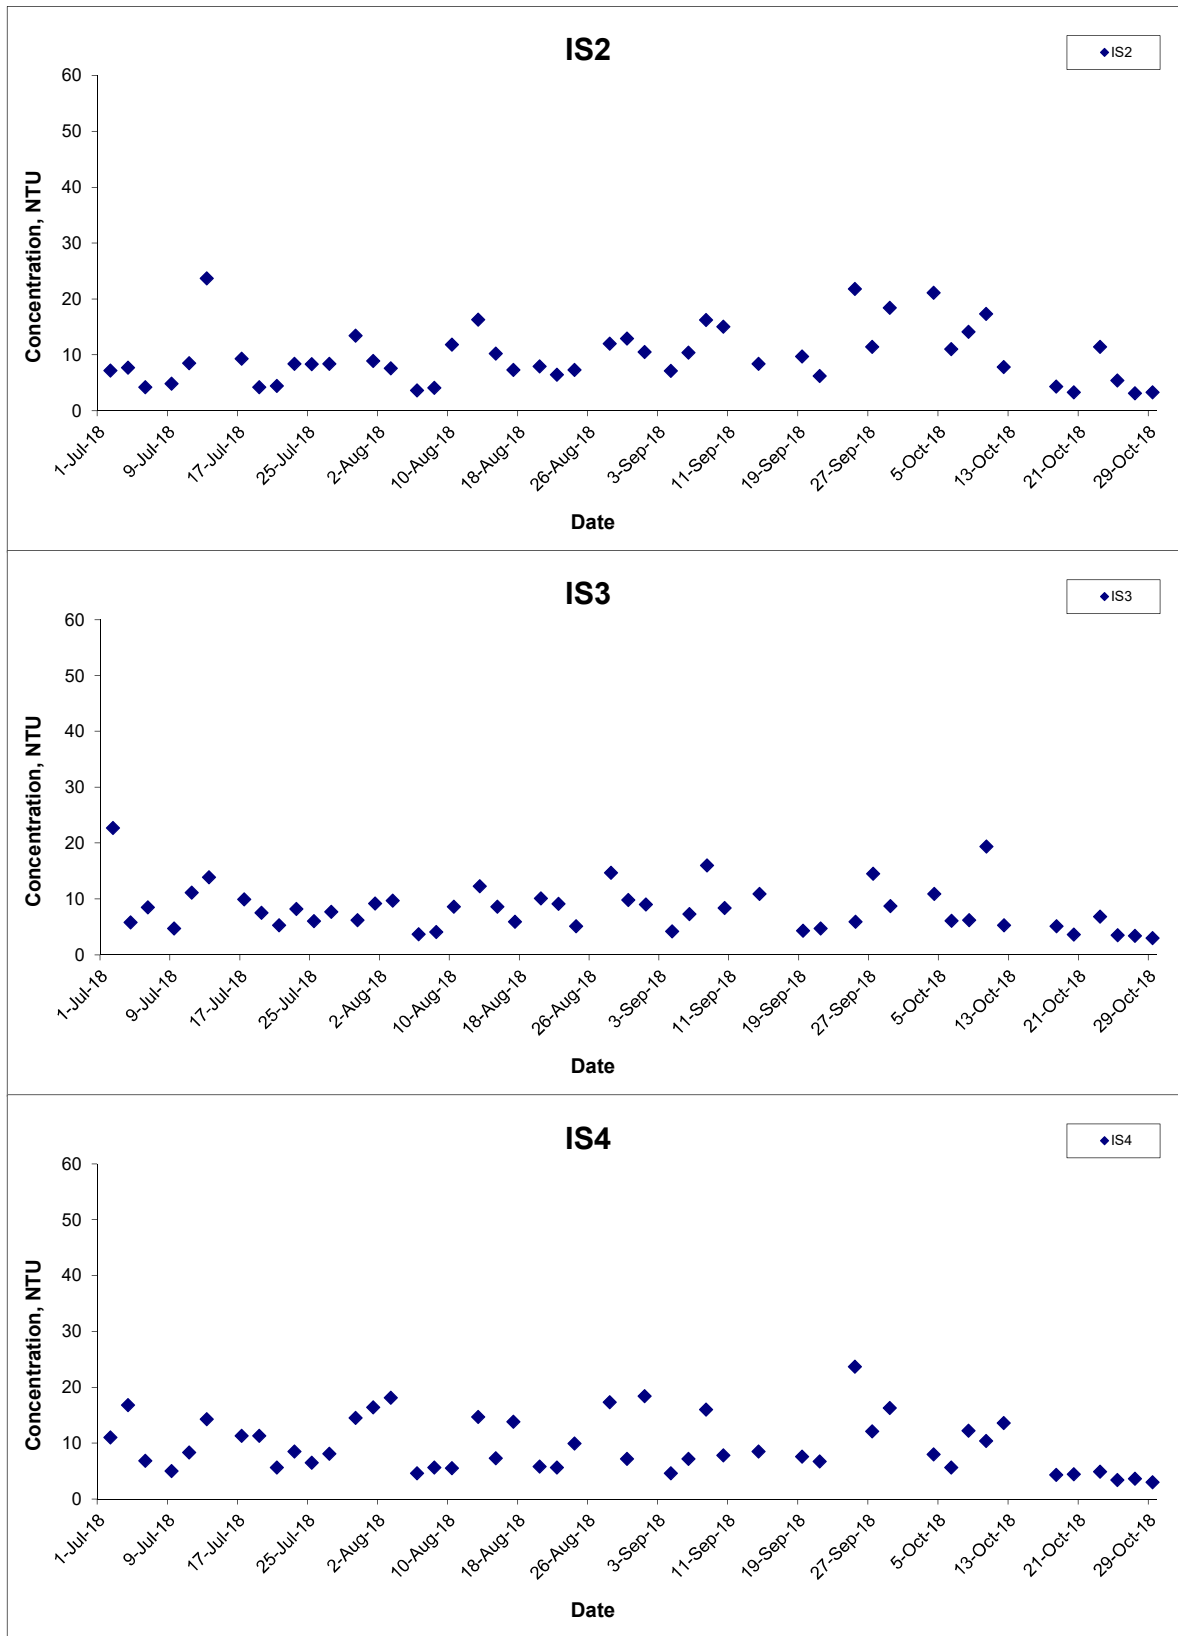 IS2
IS2
60
50
40
30
20
10
0
Concentration, NTU
1-Jul-18 9-Jul-18 17-Jul-18 25-Jul-18 2-Aug-18 10-Aug-18 18-Aug-18 26-Aug-18 3-Sep-18 11-Sep-18 19-Sep-18 27-Sep-18 5-Oct-18 13-Oct-18 21-Oct-18 29-Oct-18
Date
IS3
IS3
60
50
40
30
20
10
0
Concentration, NTU
1-Jul-18 9-Jul-18 17-Jul-18 25-Jul-18 2-Aug-18 10-Aug-18 18-Aug-18 26-Aug-18 3-Sep-18 11-Sep-18 19-Sep-18 27-Sep-18 5-Oct-18 13-Oct-18 21-Oct-18 29-Oct-18
Date
IS4
IS4
60
50
40
30
20
10
0
Concentration, NTU
1-Jul-18 9-Jul-18 17-Jul-18 25-Jul-18 2-Aug-18 10-Aug-18 18-Aug-18 26-Aug-18 3-Sep-18 11-Sep-18 19-Sep-18 27-Sep-18 5-Oct-18 13-Oct-18 21-Oct-18 29-Oct-18
Date